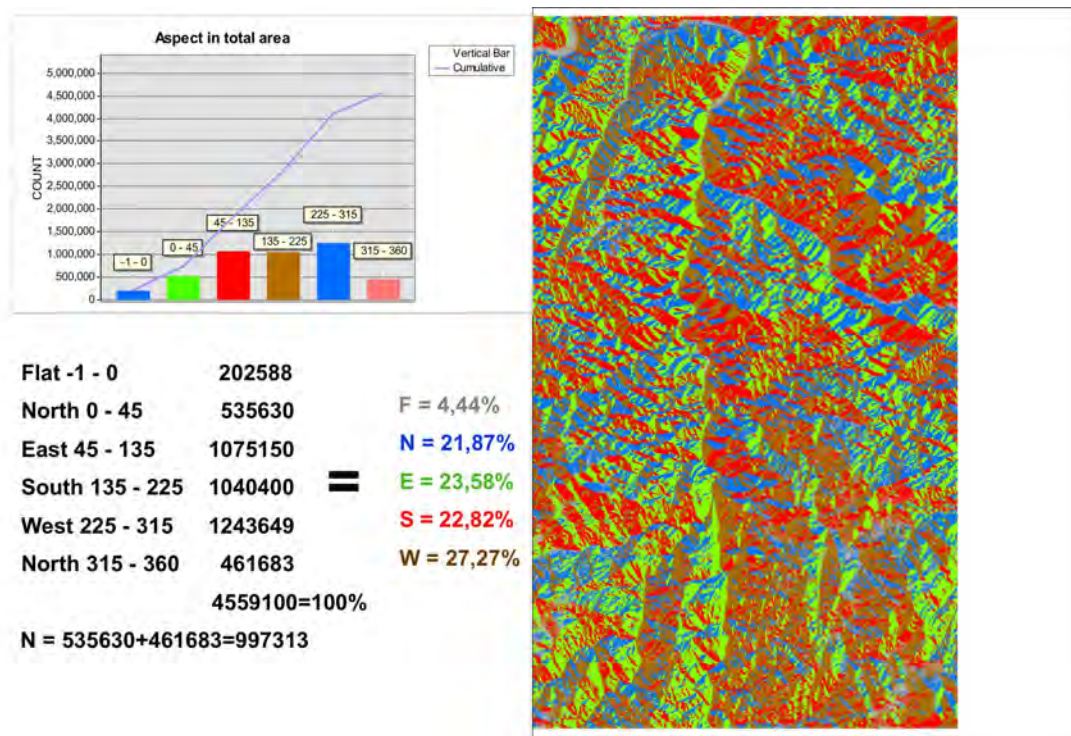 Aspect in total area
Vertical Bar
Cumulative
COUNT
5,000,000
4,500,000
4,000,000
3,500,000
3,000,000
2,500,000
2,000,000
1,500,000
1,000,000
500,000
0
-1 - 0
0 - 45
45 - 135
135 - 225
225 - 315
315 - 360
Flat -1 - 0 202588
North 0 - 45 535630
East 45 - 135 1075150
South 135 - 225 1040400
West 225 - 315 1243649
North 315 - 360 461683
4559100=100%
N = 535630+461683=997313
=
F = 4,44%
N = 21,87%
E = 23,58%
S = 22,82%
W = 27,27%